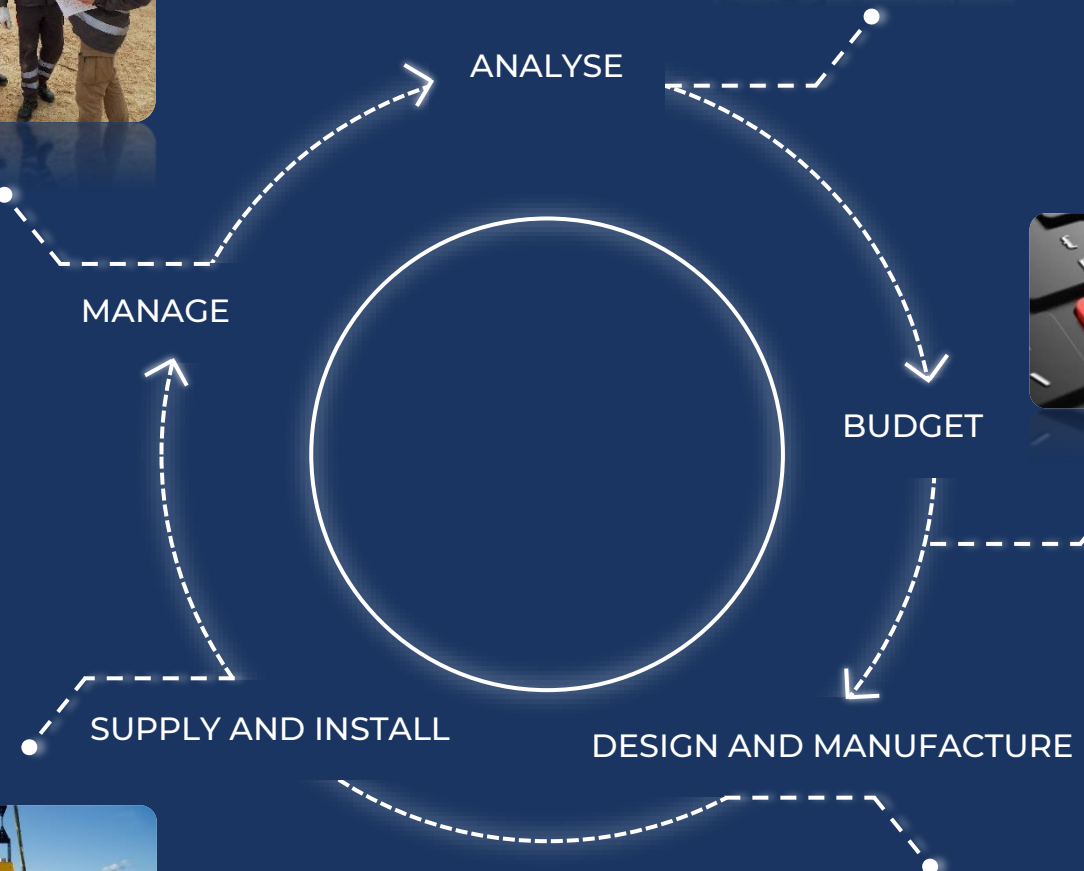 ANALYSE
MANAGE
BUDGET
SUPPLY AND INSTALL
DESIGN AND MANUFACTURE